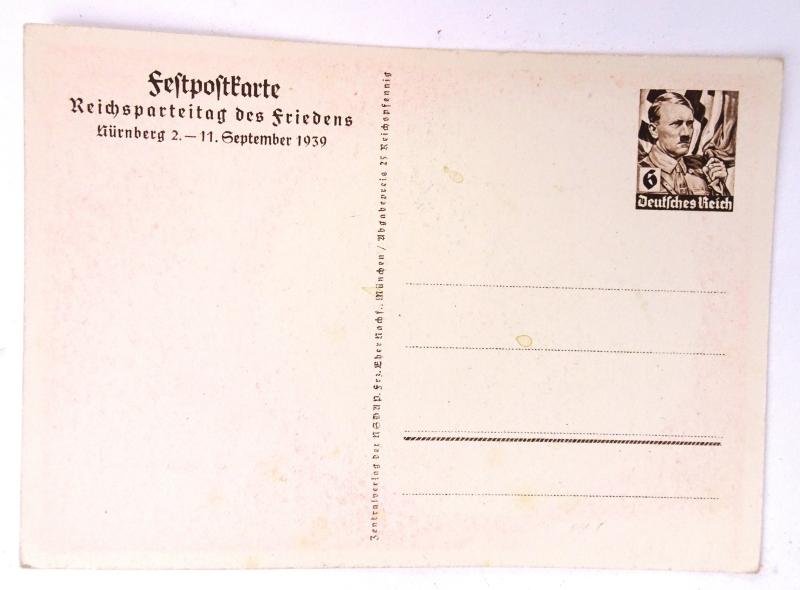 Festpostkarte
Reichsparteitag des Friedens
Nürnberg 2.—11. September 1939
Zentralverlag der NSDAP. Frz. Eher Nachf., München / Abgabepreis 25 Reichspfennig
6
Deutsches Reich